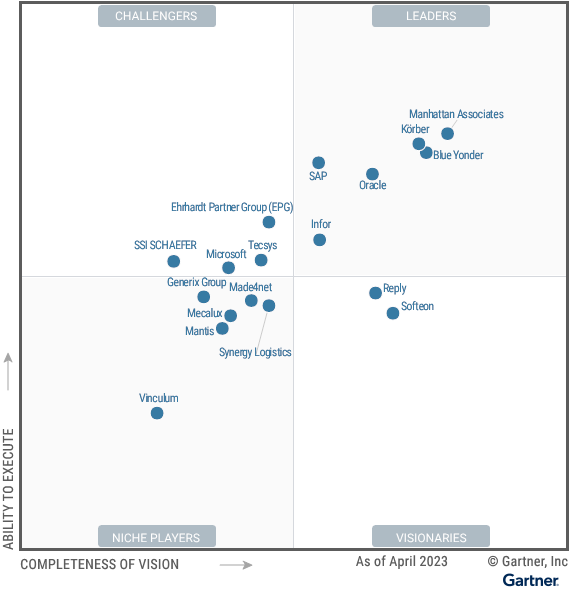 CHALLENGERS
LEADERS
Manhattan Associates
Körber
Blue Yonder
SAP
Oracle
Ehrhardt Partner Group (EPG)
Infor
SSI SCHAEFER
Tecsys
Microsoft
Generix Group
Made4net
Reply
Mecalux
Softeon
Mantis
Synergy Logistics
Vinculum
ABILITY TO EXECUTE
NICHE PLAYERS
VISIONARIES
COMPLETENESS OF VISION
As of April 2023
© Gartner, Inc
Gartner